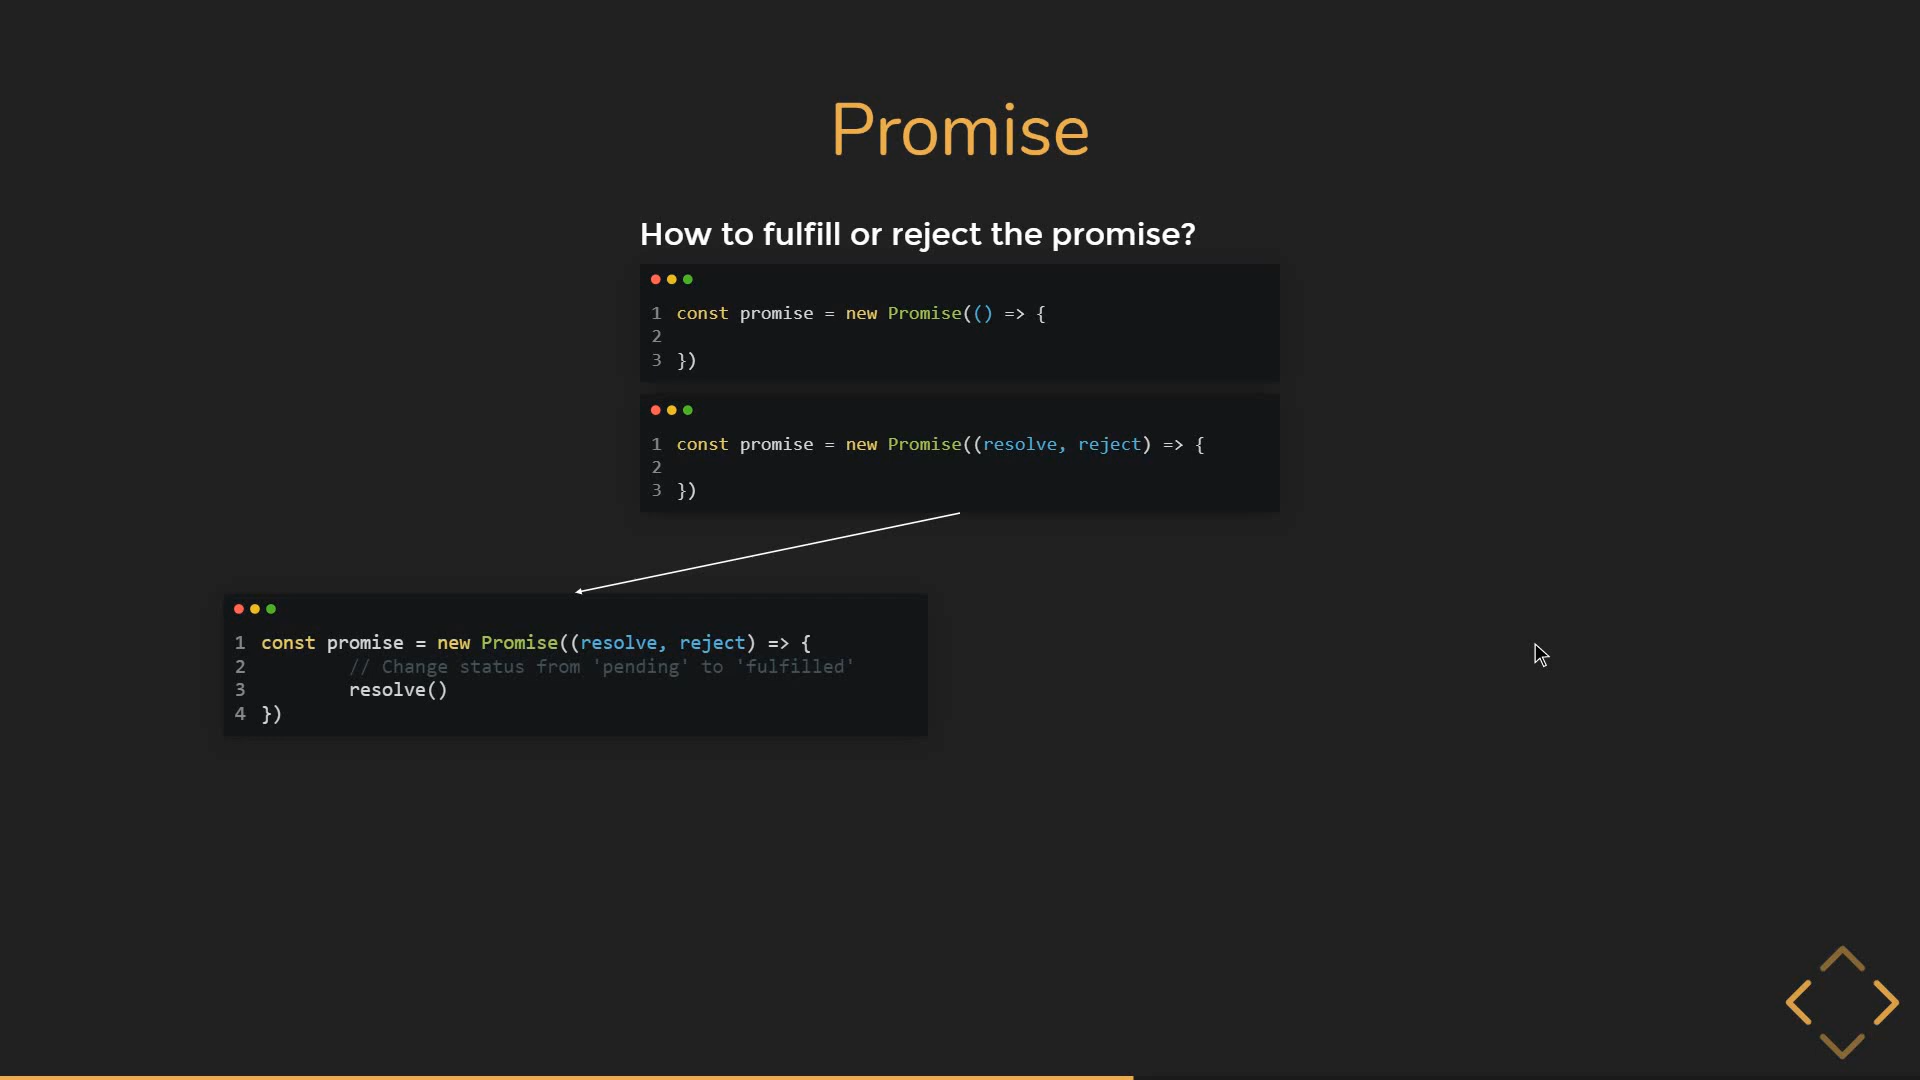 Promise
How to fulfill or reject the promise?
1 const promise = new Promise(() => {
2
3 })
1 const promise = new Promise((resolve, reject) => {
2
3 })
1 const promise = new Promise((resolve, reject) => {
2         // Change status from 'pending' to 'fulfilled'
3         resolve()
4 })